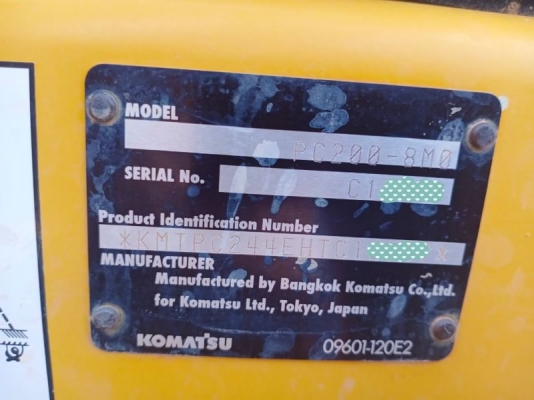 MODEL
PC200-8M0
SERIAL No.
C1
Product Identification Number
*KMTPC244EHTC1 *
MANUFACTURER
Manufactured by Bangkok Komatsu Co.,Ltd.
for Komatsu Ltd., Tokyo, Japan
KOMATSU
09601-120E2